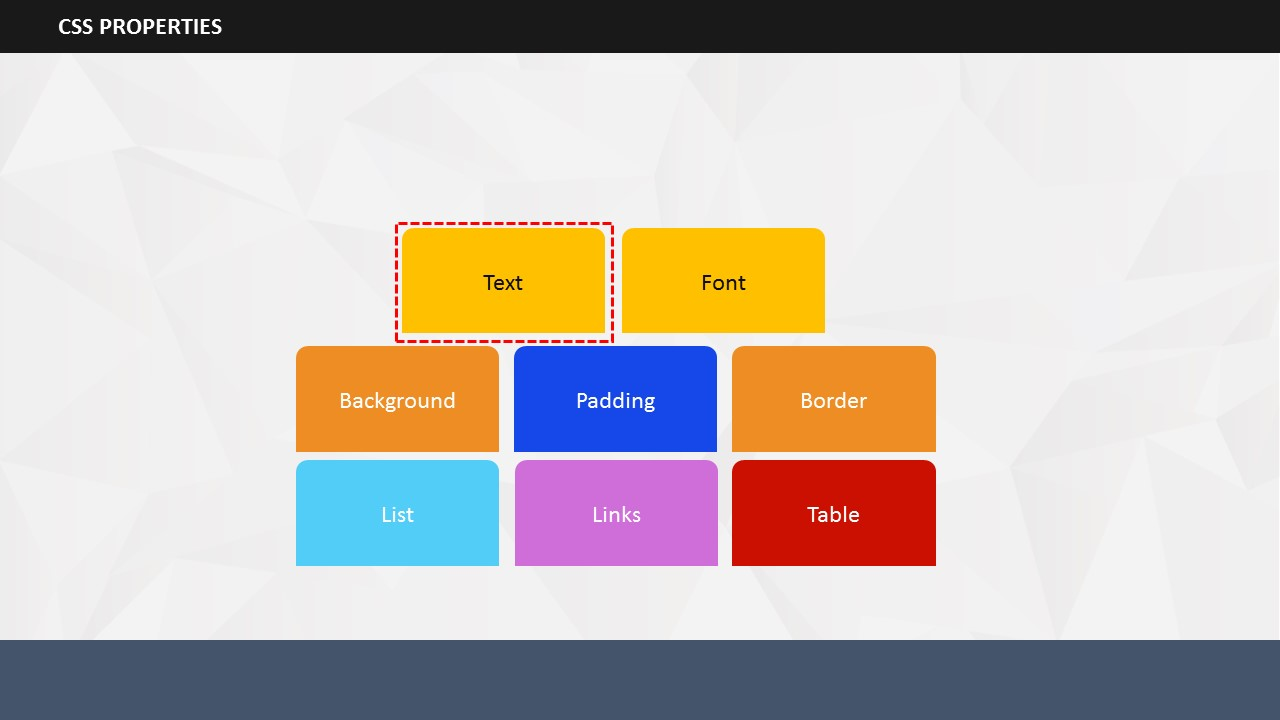 CSS PROPERTIES
Text
Font
Background
Padding
Border
List
Links
Table